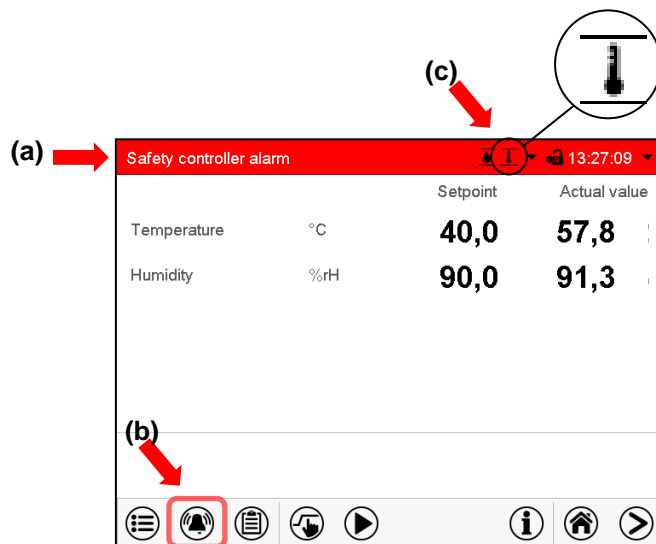 (c)
(a)
Safety controller alarm 13:27:09
Setpoint Actual value
Temperature °C 40,0 57,8
Humidity %rH 90,0 91,3
(b)